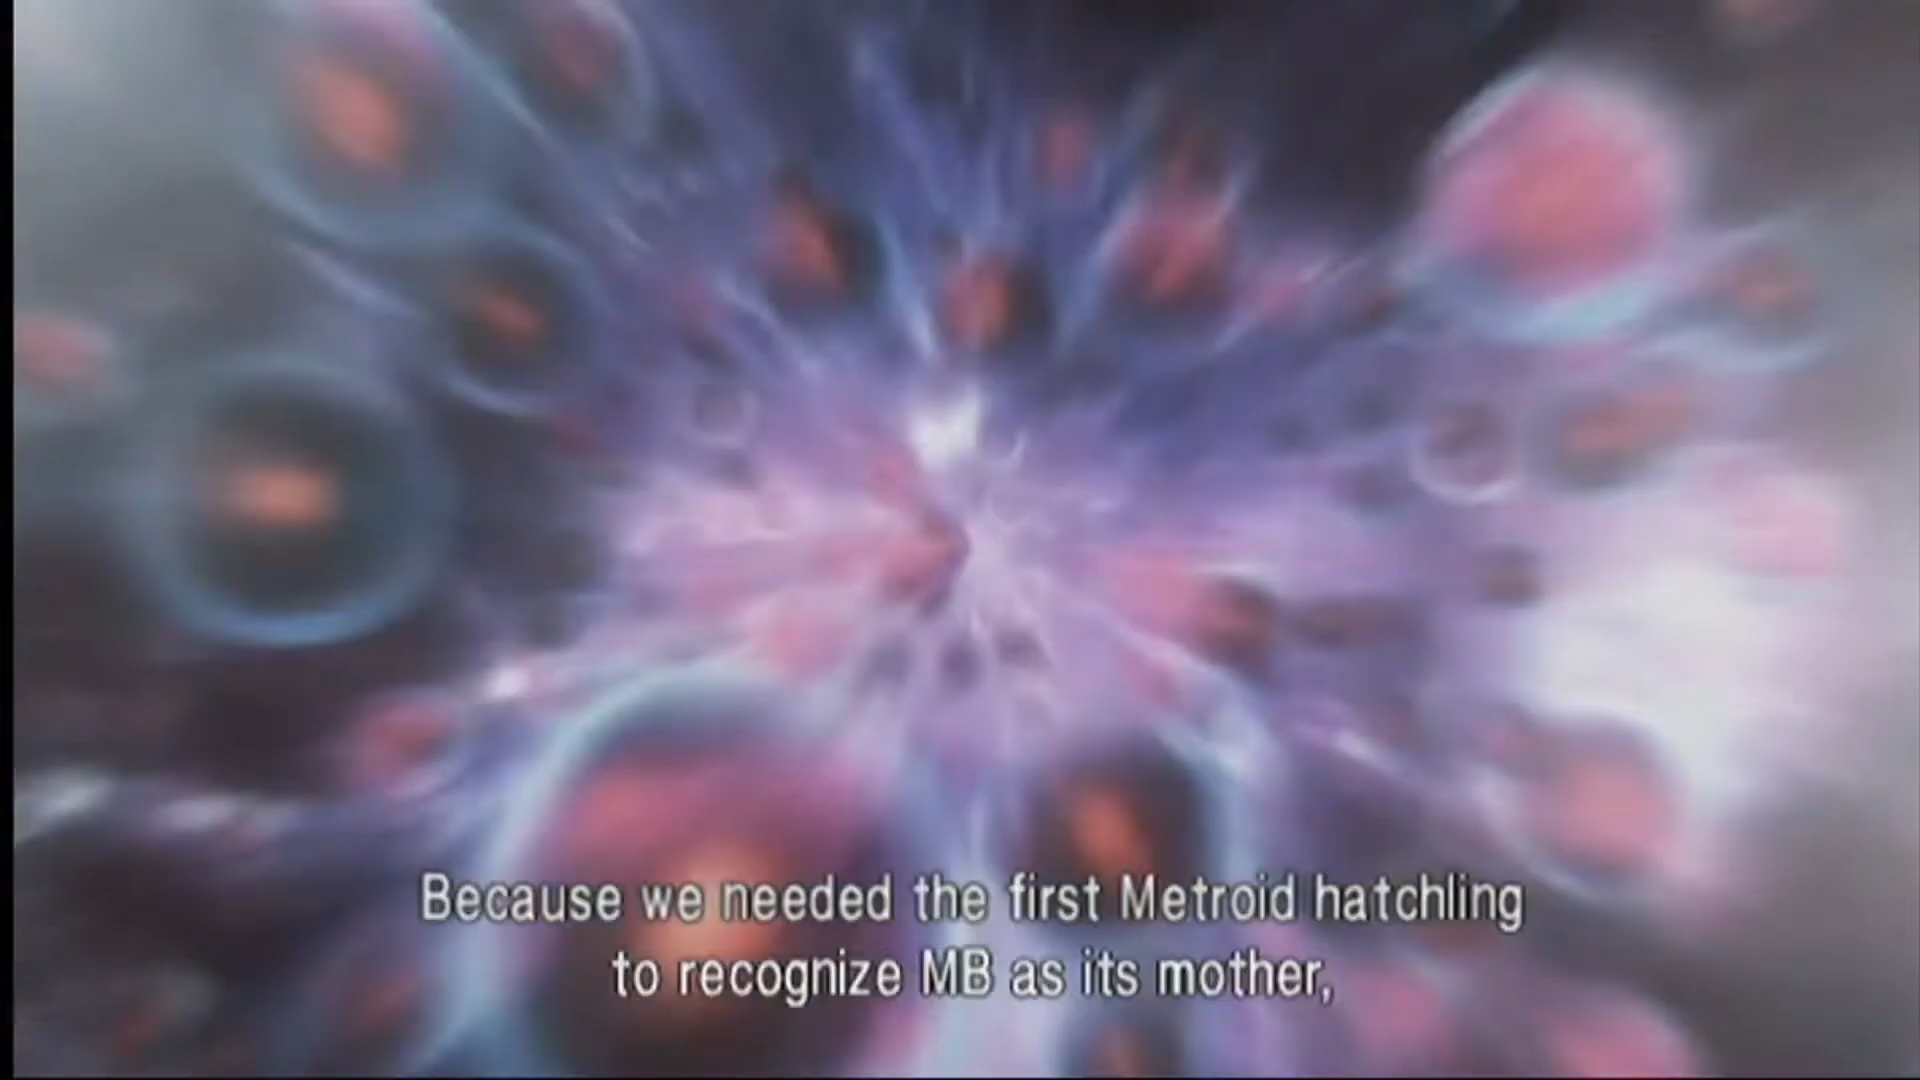 Because we needed the first Metroid hatchling
to recognize MB as its mother,